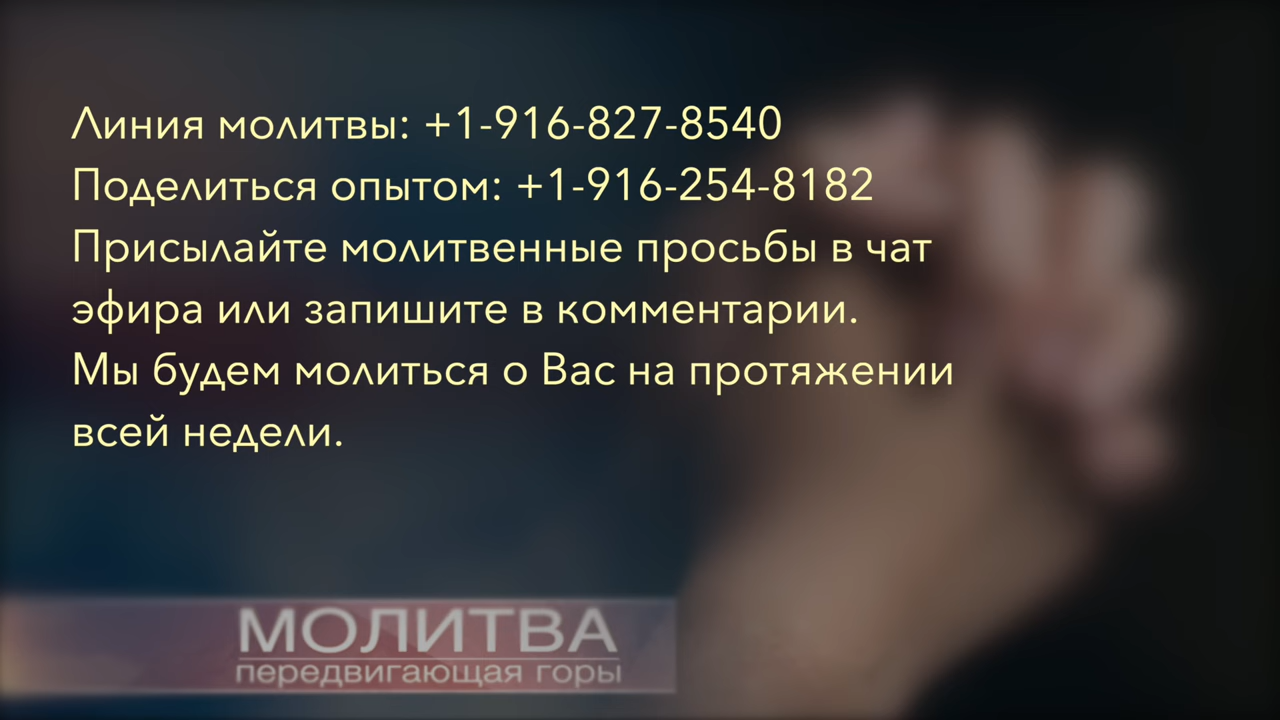 Линия молитвы: +1-916-827-8540
Поделиться опытом: +1-916-254-8182
Присылайте молитвенные просьбы в чат
эфира или запишите в комментарии.
Мы будем молиться о Вас на протяжении
всей недели.
МОЛИТВА
передвигающая горы